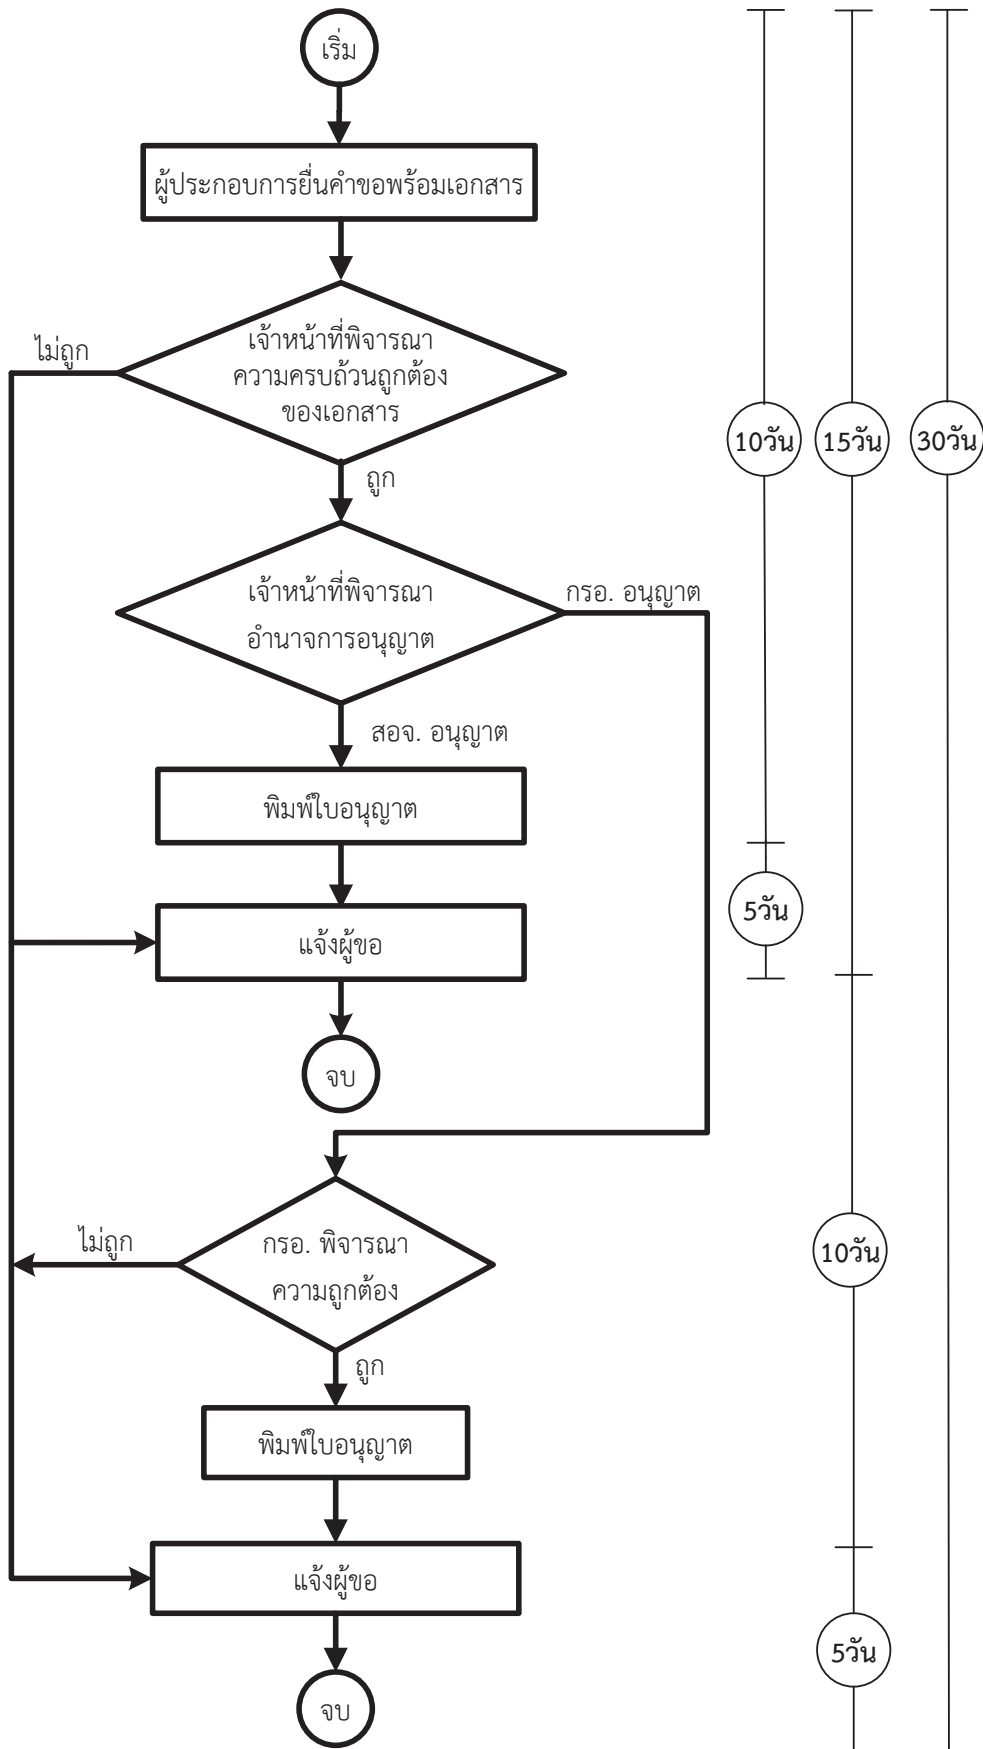 เริ่ม
ผู้ประกอบการยื่นคำขอพร้อมเอกสาร
เจ้าหน้าที่พิจารณา
ความครบถ้วนถูกต้อง
ของเอกสาร
ไม่ถูก
ถูก
10วัน
15วัน
30วัน
เจ้าหน้าที่พิจารณา
อำนาจการอนุญาต
กรอ. อนุญาต
สอจ. อนุญาต
พิมพ์ใบอนุญาต
5วัน
แจ้งผู้ขอ
จบ
กรอ. พิจารณา
ความถูกต้อง
ไม่ถูก
10วัน
ถูก
พิมพ์ใบอนุญาต
แจ้งผู้ขอ
5วัน
จบ